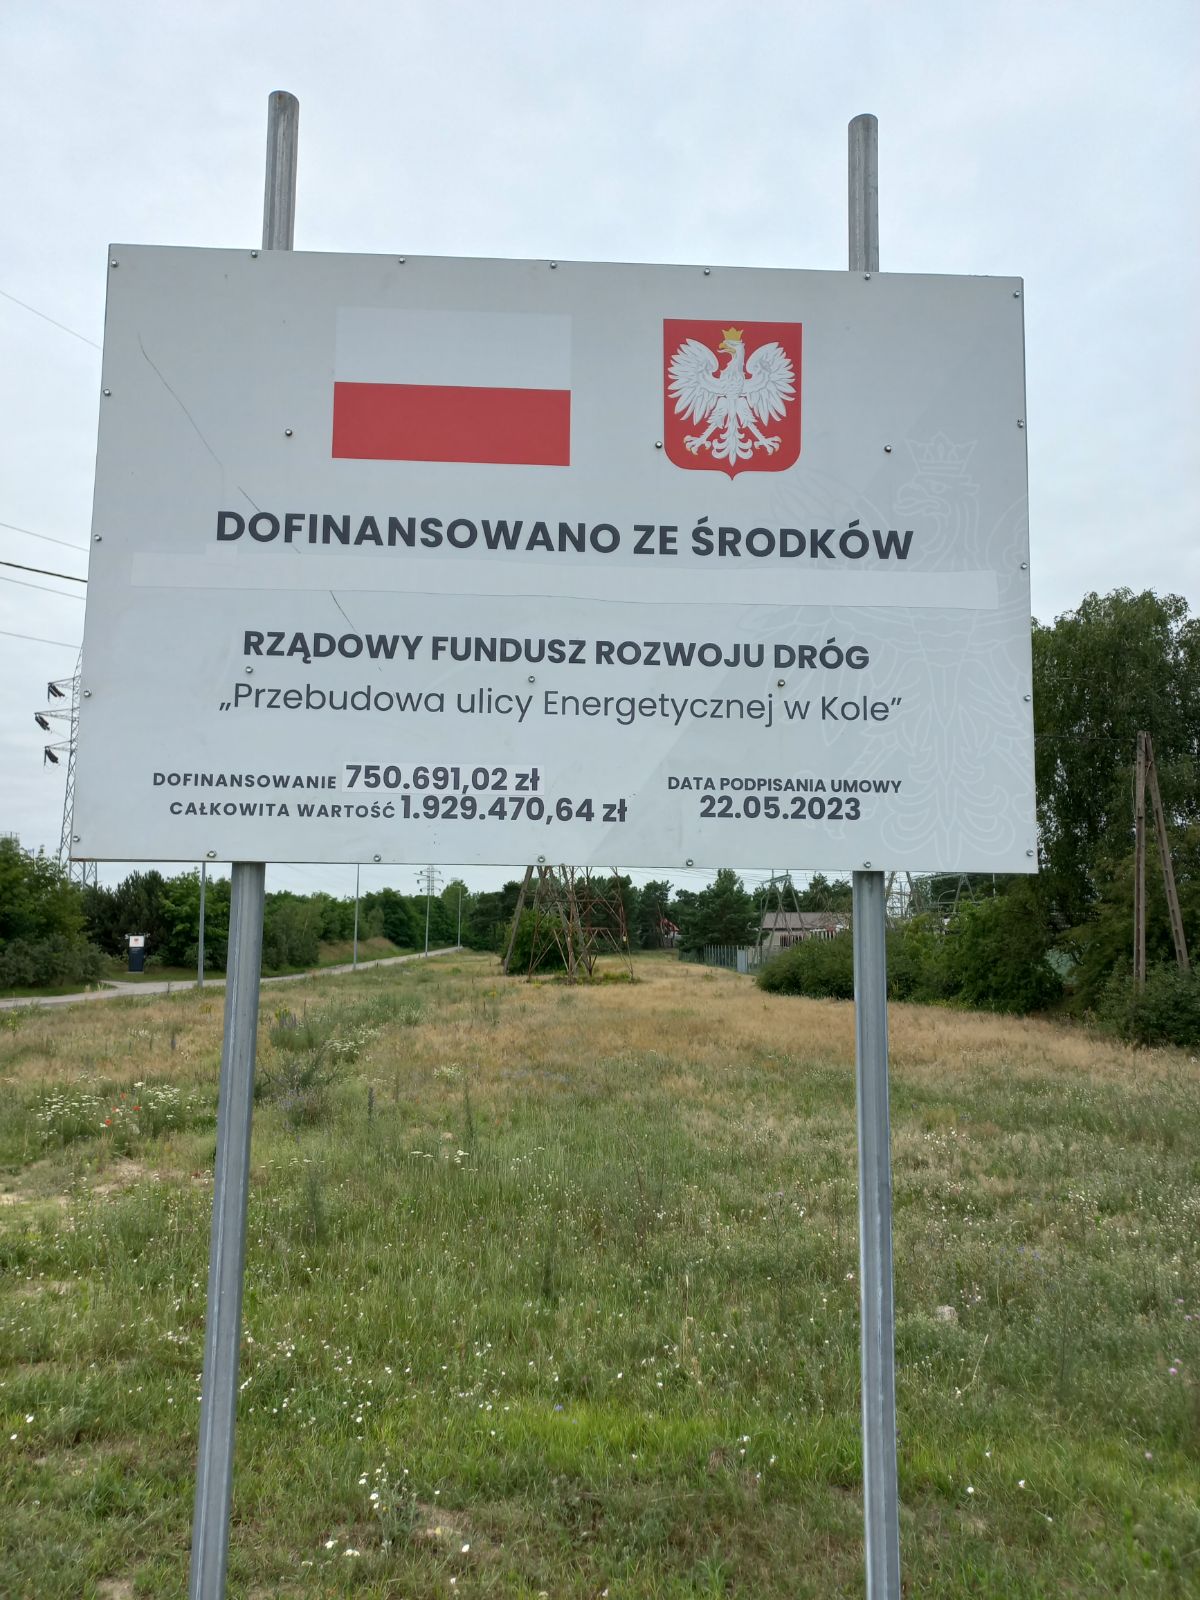 DOFINANSOWANO ZE ŚRODKÓW
RZĄDOWY FUNDUSZ ROZWOJU DRÓG
„Przebudowa ulicy Energetycznej w Kole”
DOFINANSOWANIE 750.691,02 zł
CAŁKOWITA WARTOŚĆ 1.929.470,64 zł
DATA PODPISANIA UMOWY
22.05.2023